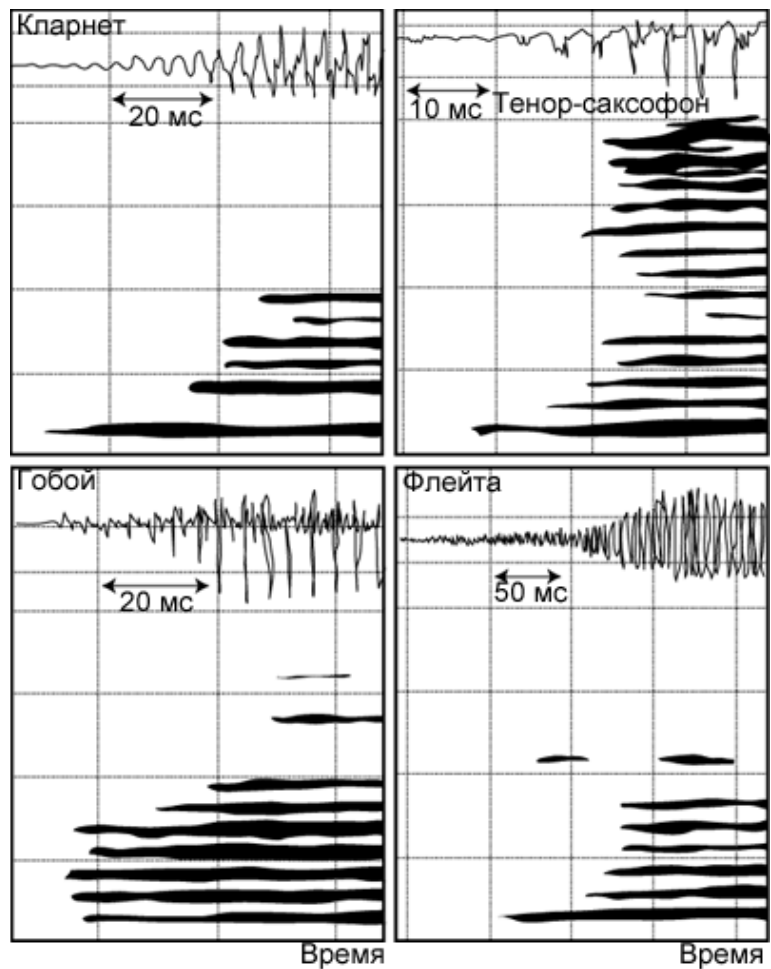 Кларнет
20 мс
10 мс
Тенор-саксофон
Гобой
20 мс
Флейта
50 мс
Время
Время